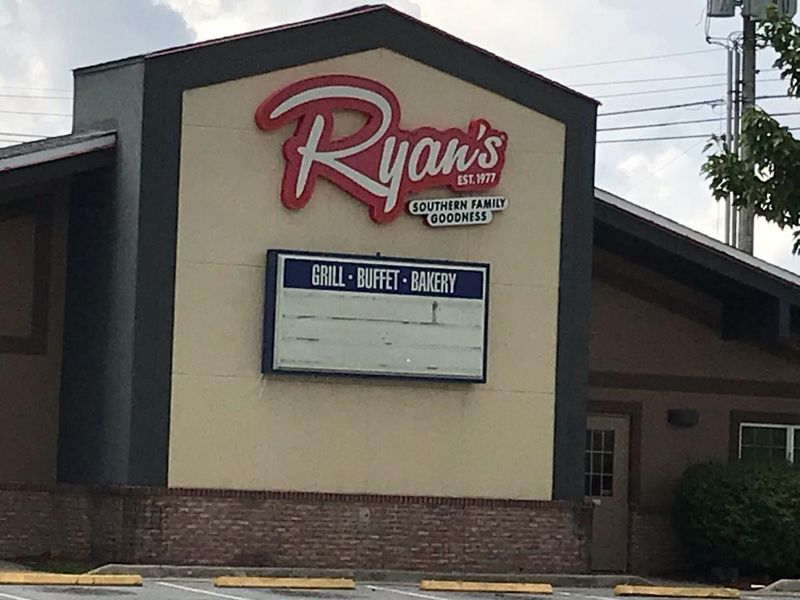 Ryan's
EST. 1977
SOUTHERN FAMILY
GOODNESS
GRILL • BUFFET • BAKERY